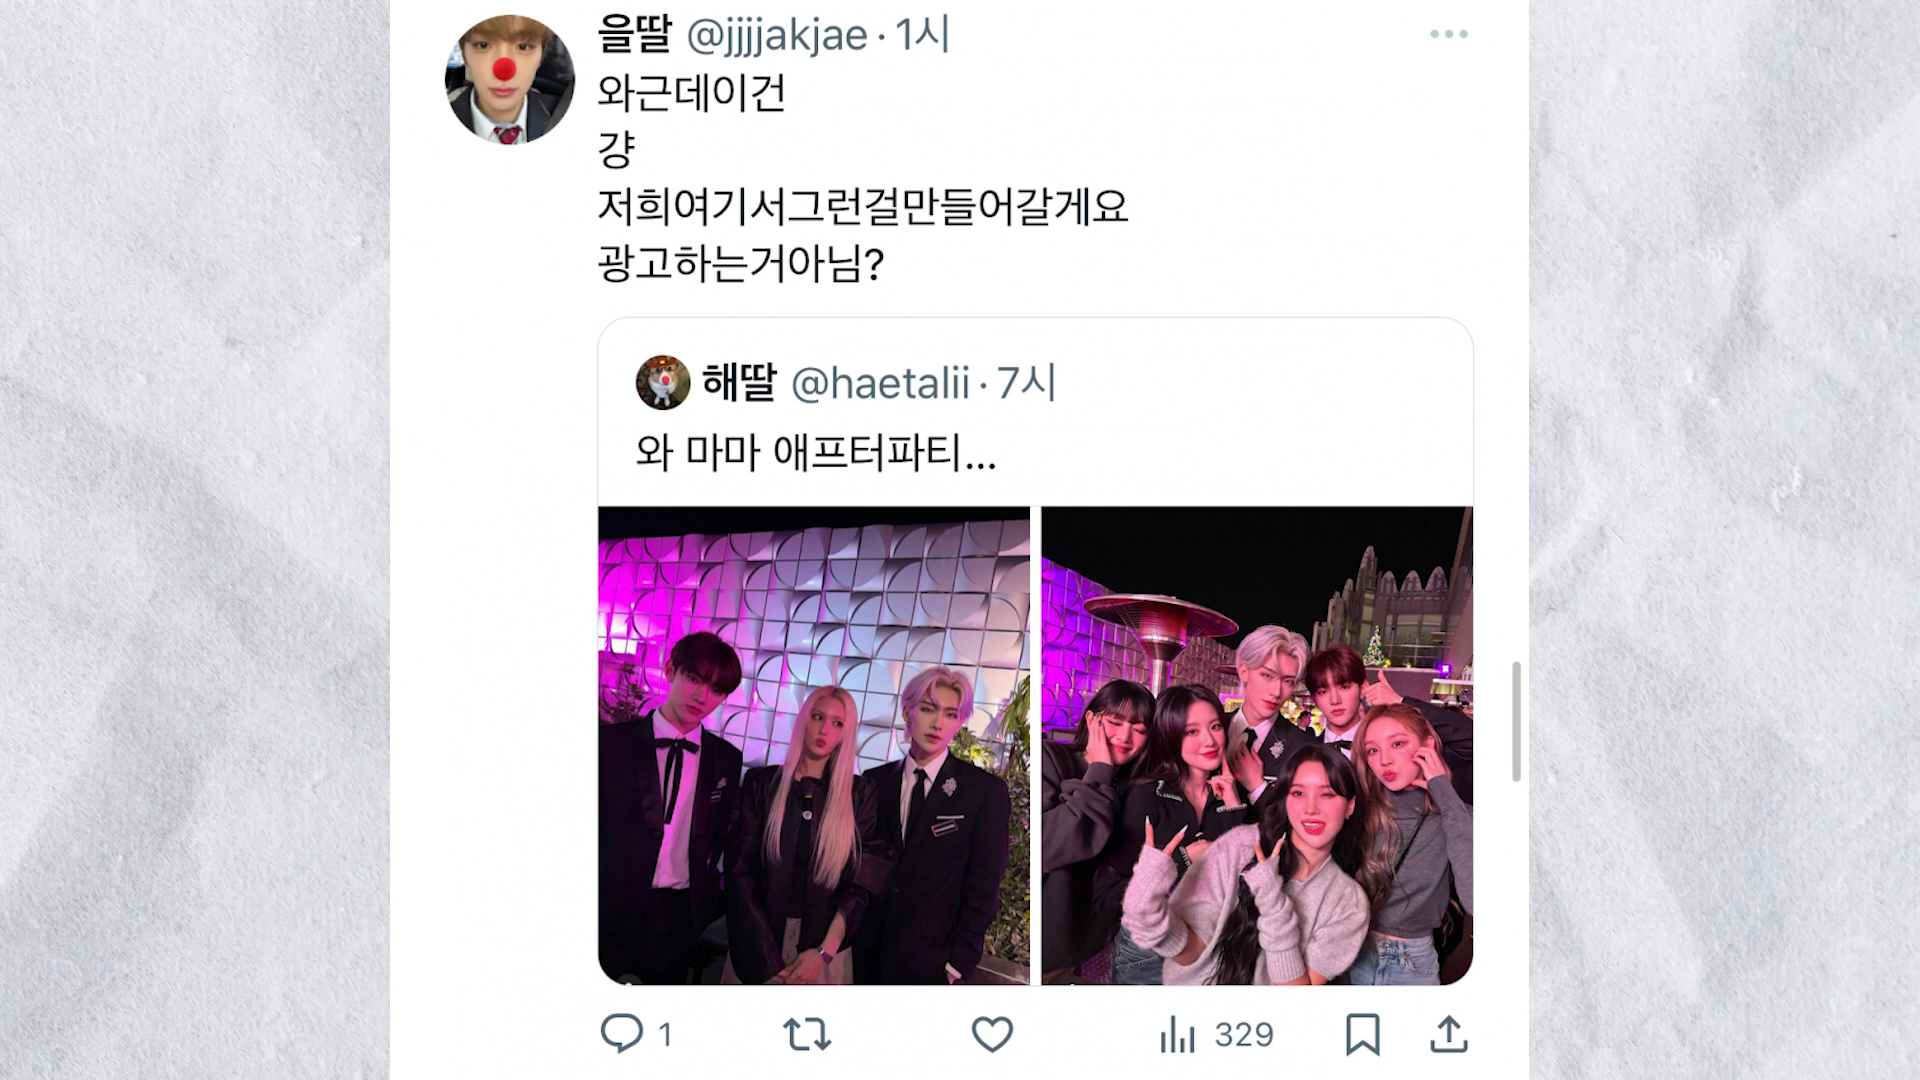 을딸 @jjjjakjae · 1시
와근데이건
걍
저희여기서그런걸만들어갈게요
광고하는거아님?
해딸 @haetalii · 7시
와 마마 애프터파티...
1 329